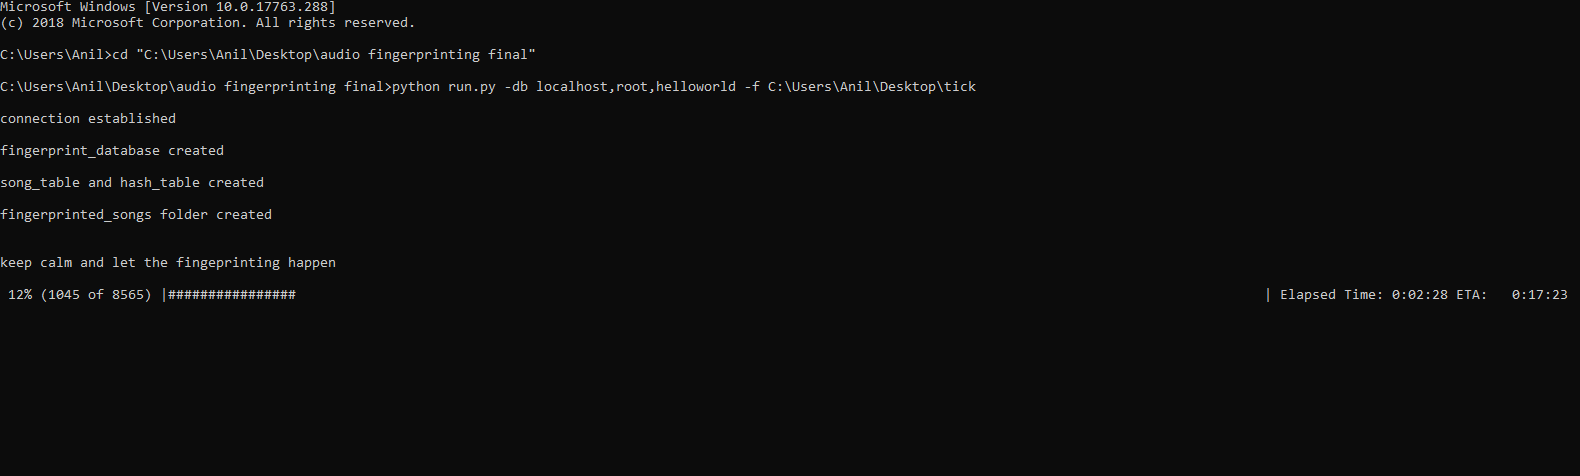 Microsoft Windows [Version 10.0.17763.288]
(c) 2018 Microsoft Corporation. All rights reserved.
C:\Users\Anil>cd "C:\Users\Anil\Desktop\audio fingerprinting final"
C:\Users\Anil\Desktop\audio fingerprinting final>python run.py -db localhost,root,helloworld -f C:\Users\Anil\Desktop\tick
connection established
fingerprint_database created
song_table and hash_table created
fingerprinted_songs folder created
keep calm and let the fingeprinting happen
12% (1045 of 8565) |################ | Elapsed Time: 0:02:28 ETA: 0:17:23